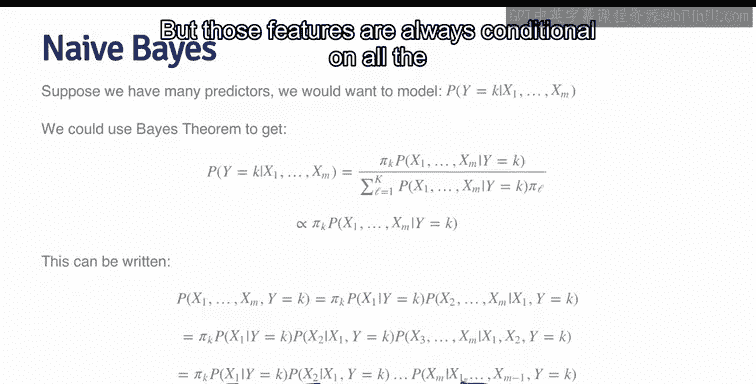 But those features are always conditional
on all the
Naive Bayes
Suppose we have many predictors, we would want to model: P(Y = k|X₁, … , Xₘ)
We could use Bayes Theorem to get:
P(Y = k|X₁, … , Xₘ) = πₖP(X₁, … , Xₘ|Y = k) / ∑ᴷ_ℓ₌₁ P(X₁, … , Xₘ|Y = k)π_ℓ
∝ πₖP(X₁, … , Xₘ|Y = k)
This can be written:
P(X₁, … , Xₘ, Y = k) = πₖP(X₁|Y = k)P(X₂, … , Xₘ|X₁, Y = k)
= πₖP(X₁|Y = k)P(X₂|X₁, Y = k)P(X₃, … , Xₘ|X₁, X₂, Y = k)
= πₖP(X₁|Y = k)P(X₂|X₁, Y = k) … P(Xₘ|X₁, … , Xₘ₋₁, Y = k)